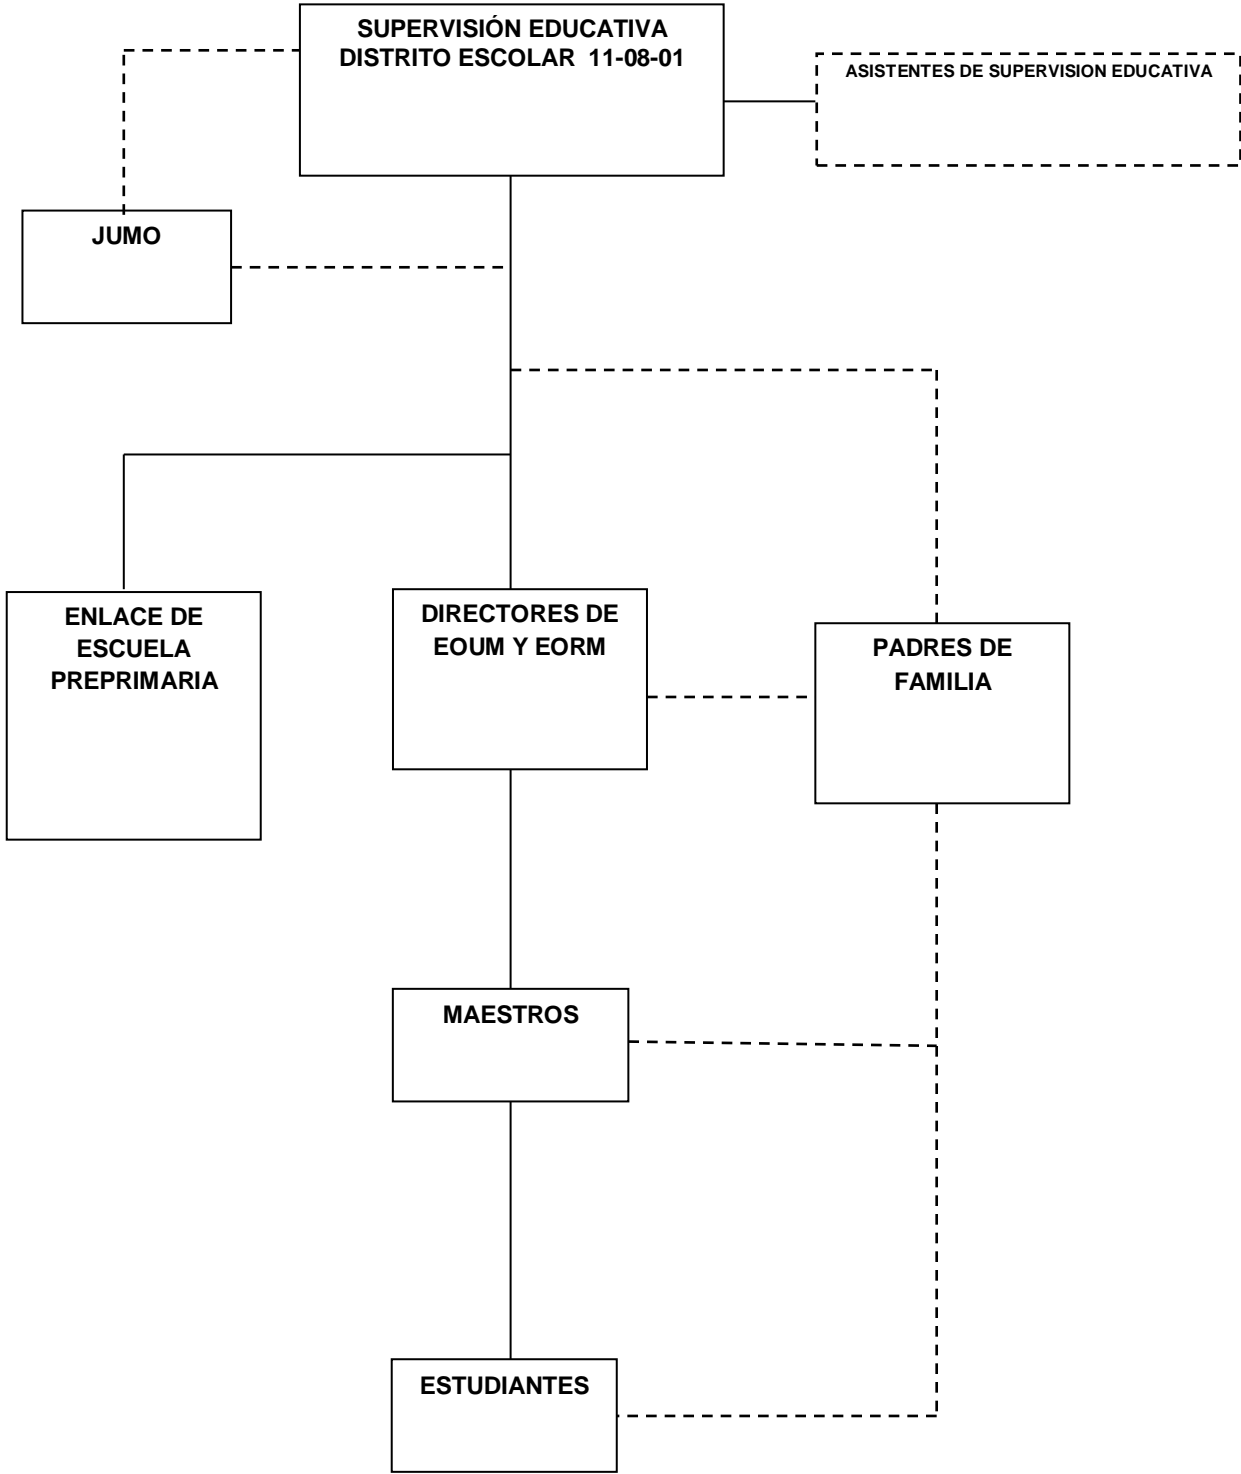 SUPERVISIÓN EDUCATIVA
DISTRITO ESCOLAR  11-08-01
ASISTENTES DE SUPERVISION EDUCATIVA
JUMO
ENLACE DE
ESCUELA
PREPRIMARIA
DIRECTORES DE
EOUM Y EORM
PADRES DE
FAMILIA
MAESTROS
ESTUDIANTES